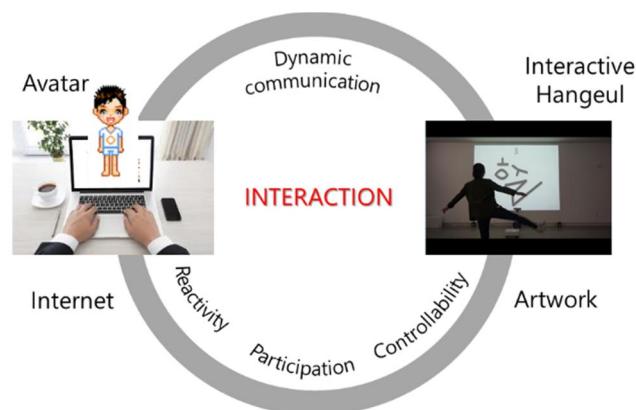 Dynamic
communication
Avatar
Interactive
Hangeul
INTERACTION
Internet
Artwork
Reactivity
Participation
Controllability